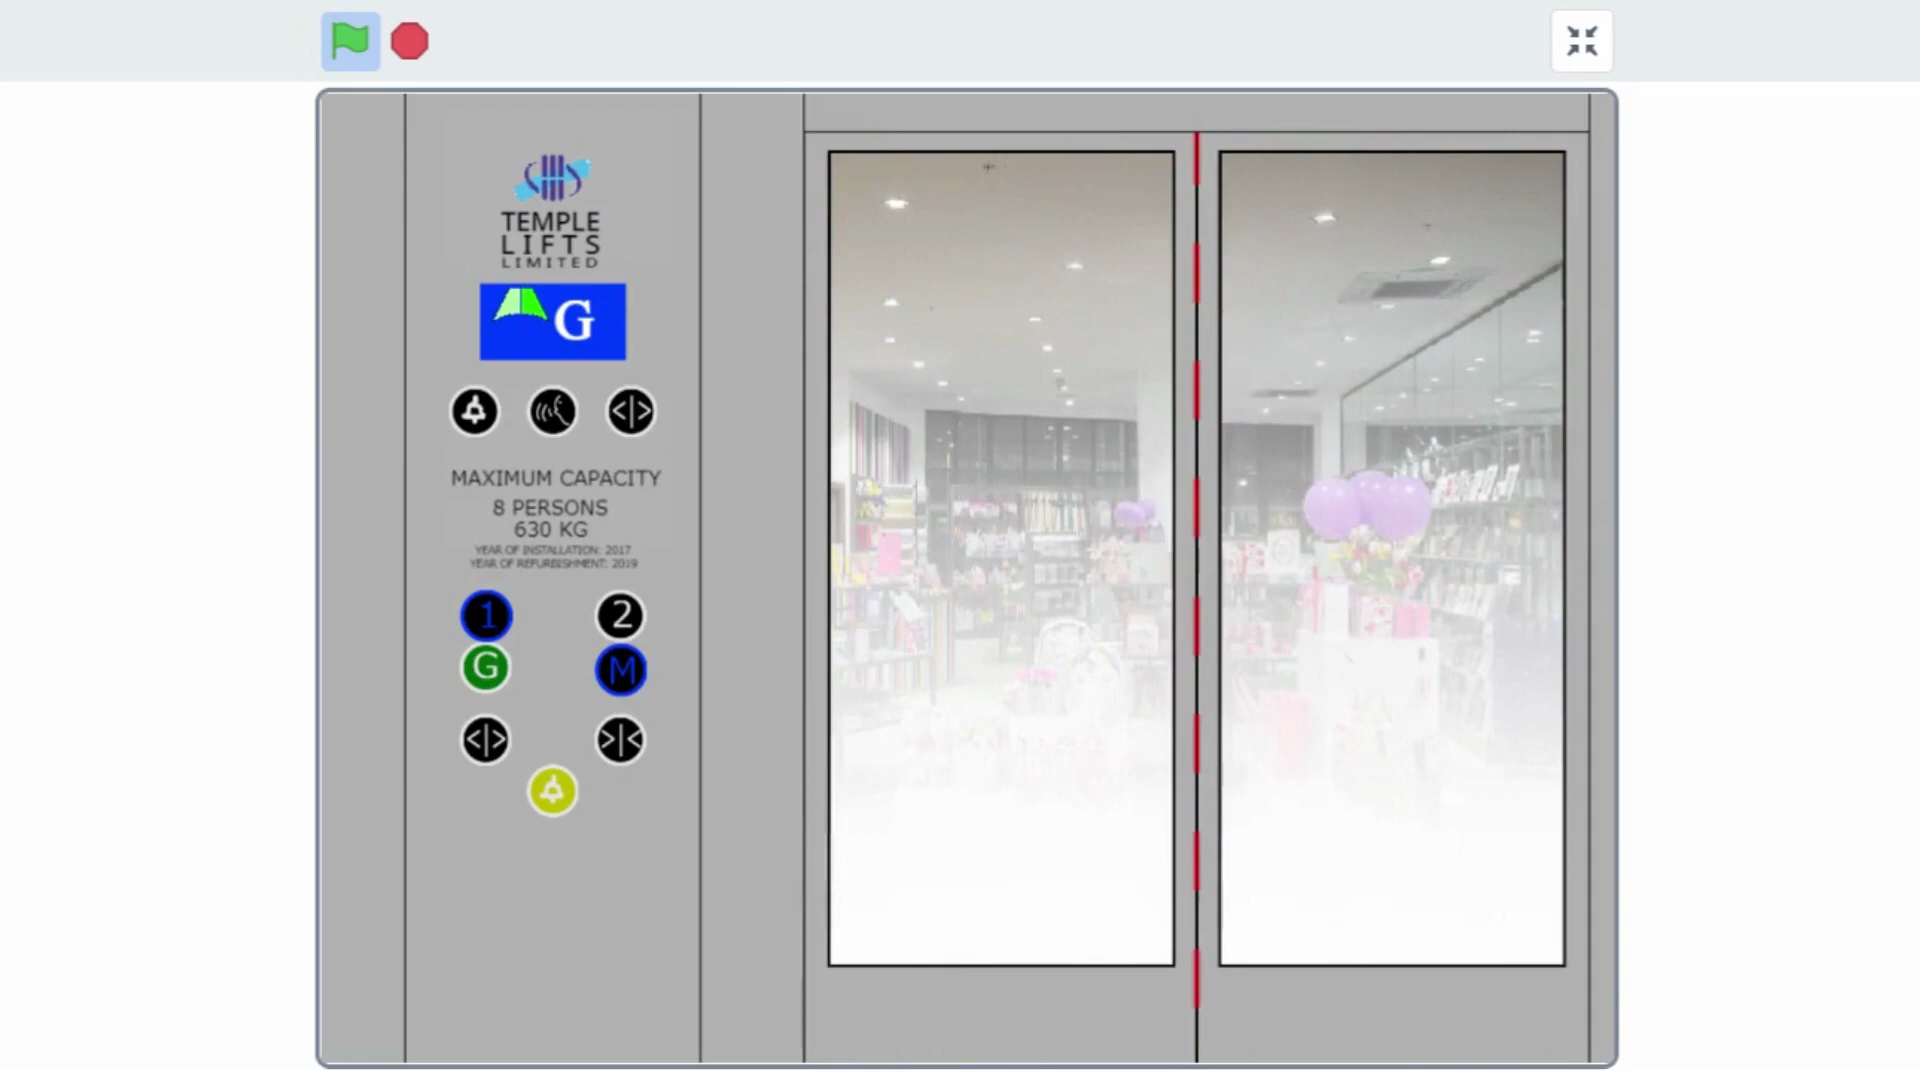 TEMPLE
LIFTS
LIMITED
G
MAXIMUM CAPACITY
8 PERSONS
630 KG
YEAR OF INSTALLATION: 2017
YEAR OF REFURBISHMENT: 2019
1 2
G M
<|> >|<